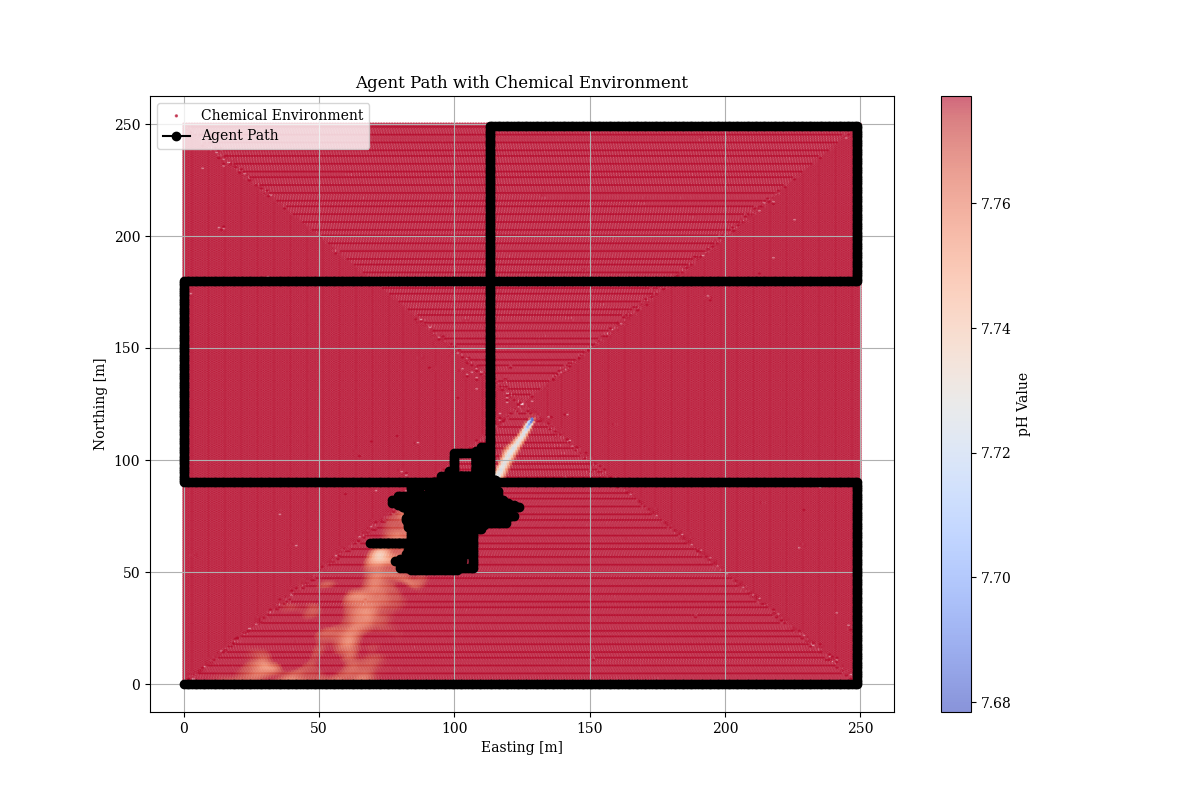 Agent Path with Chemical Environment
Chemical Environment
Agent Path
250
200
150
100
50
0
Northing [m]
0 50 100 150 200 250
Easting [m]
7.76
7.74
7.72
7.70
7.68
pH Value